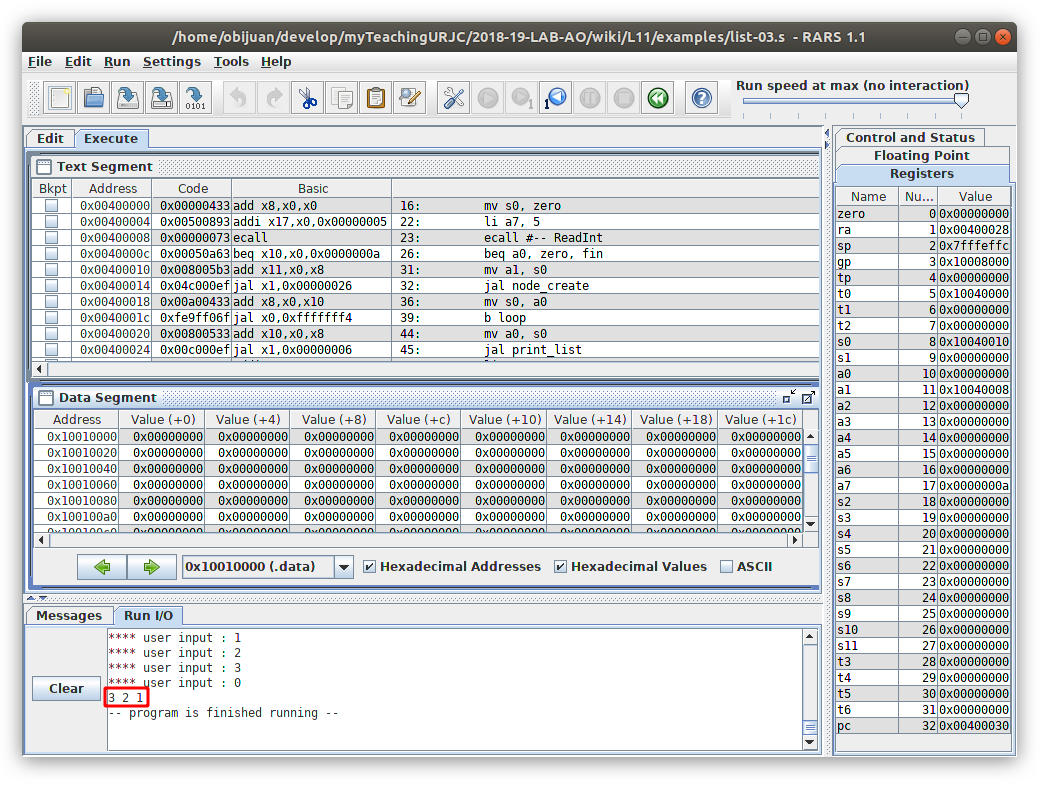 /home/obijuan/develop/myTeachingURJC/2018-19-LAB-AO/wiki/L11/examples/list-03.s - RARS 1.1
File Edit Run Settings Tools Help
Run speed at max (no interaction)
Edit Execute
Text Segment
Bkpt Address Code Basic
0x00400000 0x00000433 add x8,x0,x0 16: mv s0, zero
0x00400004 0x00500893 addi x17,x0,0x00000005 22: li a7, 5
0x00400008 0x00000073 ecall 23: ecall #-- ReadInt
0x0040000c 0x00050a63 beq x10,x0,0x0000000a 26: beq a0, zero, fin
0x00400010 0x008005b3 add x11,x0,x8 31: mv a1, s0
0x00400014 0x04c000ef jal x1,0x00000026 32: jal node_create
0x00400018 0x00a00433 add x8,x0,x10 36: mv s0, a0
0x0040001c 0xfe9ff06f jal x0,0xfffffff4 39: b loop
0x00400020 0x00800533 add x10,x0,x8 44: mv a0, s0
0x00400024 0x00c000ef jal x1,0x00000006 45: jal print_list
Data Segment
Address Value (+0) Value (+4) Value (+8) Value (+c) Value (+10) Value (+14) Value (+18) Value (+1c)
0x10010000 0x00000000 0x00000000 0x00000000 0x00000000 0x00000000 0x00000000 0x00000000 0x00000000
0x10010020 0x00000000 0x00000000 0x00000000 0x00000000 0x00000000 0x00000000 0x00000000 0x00000000
0x10010040 0x00000000 0x00000000 0x00000000 0x00000000 0x00000000 0x00000000 0x00000000 0x00000000
0x10010060 0x00000000 0x00000000 0x00000000 0x00000000 0x00000000 0x00000000 0x00000000 0x00000000
0x10010080 0x00000000 0x00000000 0x00000000 0x00000000 0x00000000 0x00000000 0x00000000 0x00000000
0x100100a0 0x00000000 0x00000000 0x00000000 0x00000000 0x00000000 0x00000000 0x00000000 0x00000000
0x10010000 (.data) Hexadecimal Addresses Hexadecimal Values ASCII
Messages Run I/O
Clear
**** user input : 1
**** user input : 2
**** user input : 3
**** user input : 0
3 2 1
-- program is finished running --
Control and Status
Floating Point
Registers
Name Nu... Value
zero 0 0x00000000
ra 1 0x00400028
sp 2 0x7fffeffc
gp 3 0x10008000
tp 4 0x00000000
t0 5 0x10040000
t1 6 0x00000000
t2 7 0x00000000
s0 8 0x10040010
s1 9 0x00000000
a0 10 0x00000000
a1 11 0x10040008
a2 12 0x00000000
a3 13 0x00000000
a4 14 0x00000000
a5 15 0x00000000
a6 16 0x00000000
a7 17 0x0000000a
s2 18 0x00000000
s3 19 0x00000000
s4 20 0x00000000
s5 21 0x00000000
s6 22 0x00000000
s7 23 0x00000000
s8 24 0x00000000
s9 25 0x00000000
s10 26 0x00000000
s11 27 0x00000000
t3 28 0x00000000
t4 29 0x00000000
t5 30 0x00000000
t6 31 0x00000000
pc 32 0x00400030